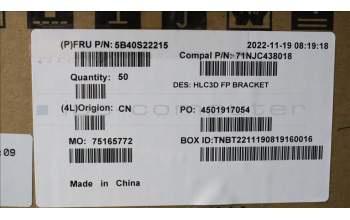 (P)FRU P/N: 5B40S22215
2022-11-19 08:19:18
Compal P/N: 71NJC438018
Quantity: 50
DES: HLC3D FP BRACKET
(4L)Origion: CN
PO: 4501917054
MO: 75165772
BOX ID:TNBT2211190819160016
Made in China
:09